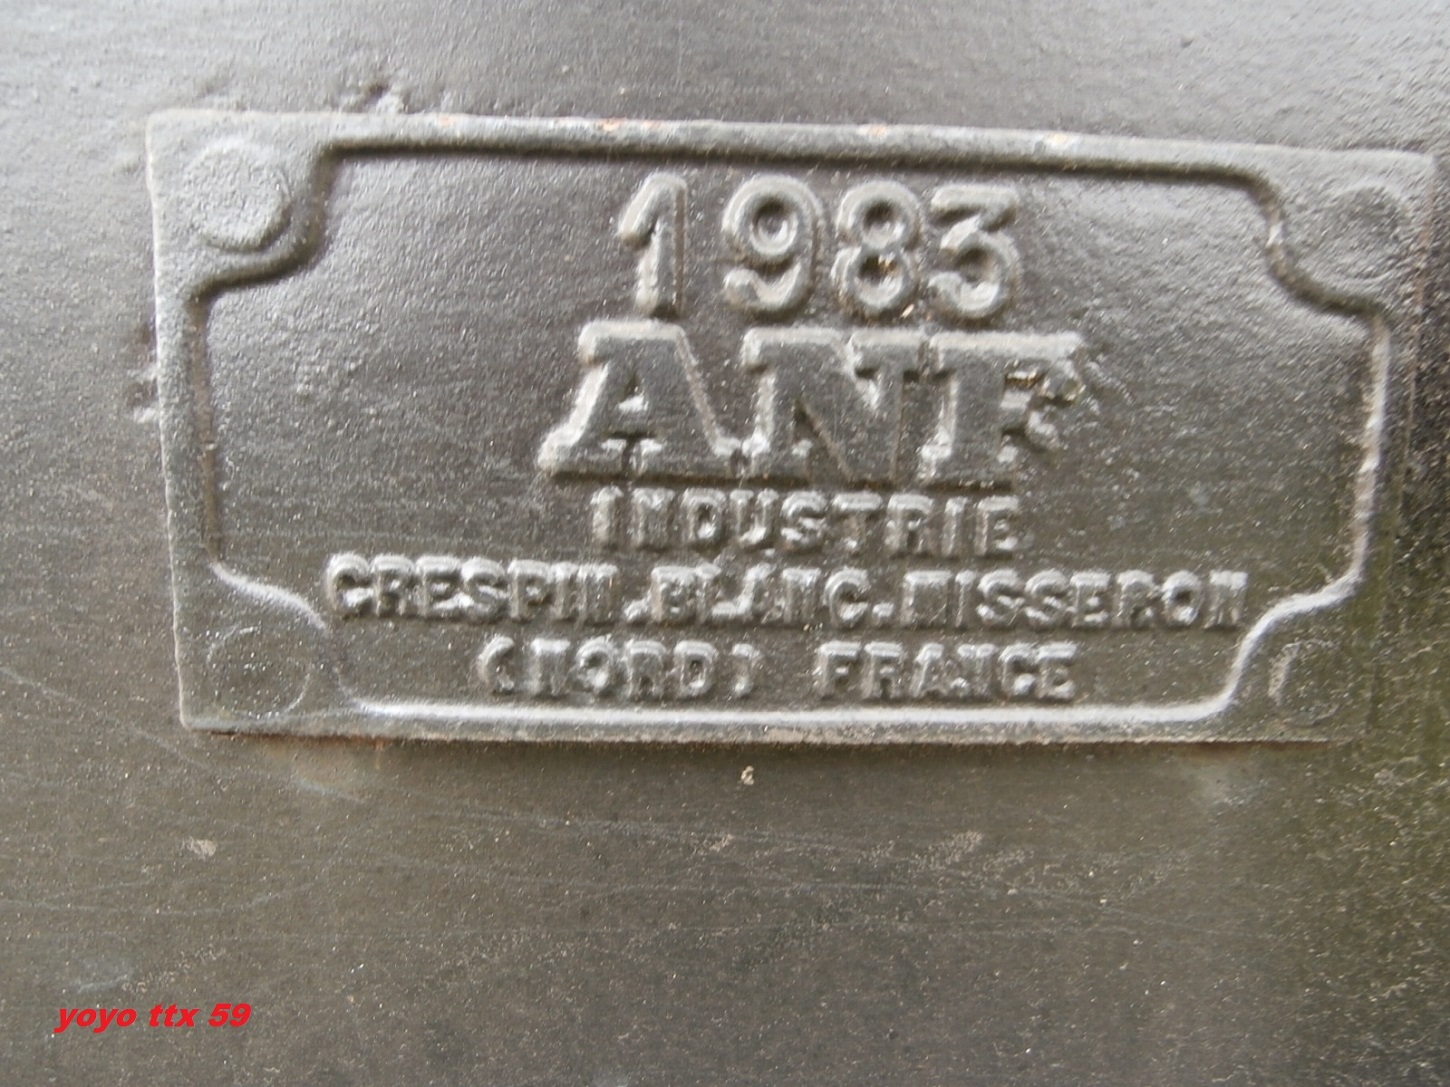 1983
ANF
INDUSTRIE
CRESPIN.BLANC.MISSERON
(NORD) FRANCE
yoyo ttx 59